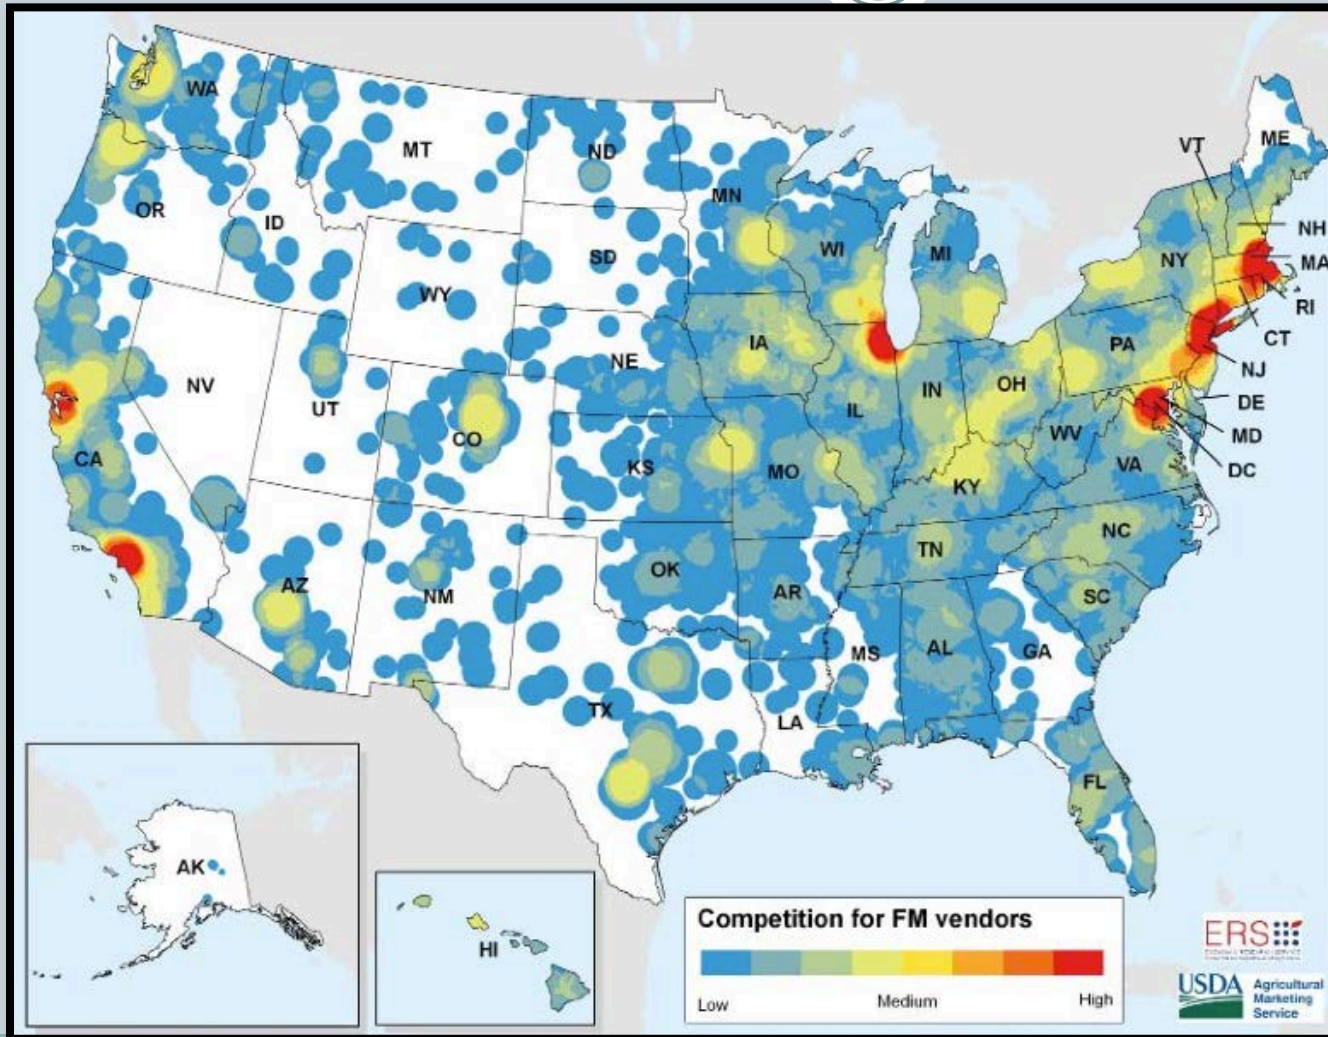 WA
MT
ND
MN
OR
ID
SD
WI
MI
VT
ME
NH
NY
MA
RI
CT
WY
NE
IA
PA
NJ
NV
UT
CO
IL
IN
OH
DE
MD
DC
CA
KS
MO
WV
VA
KY
AZ
NM
OK
AR
TN
NC
SC
TX
LA
MS
AL
GA
FL
AK
HI
Competition for FM vendors
Low
Medium
High
ERS
USDA
Agricultural
Marketing
Service